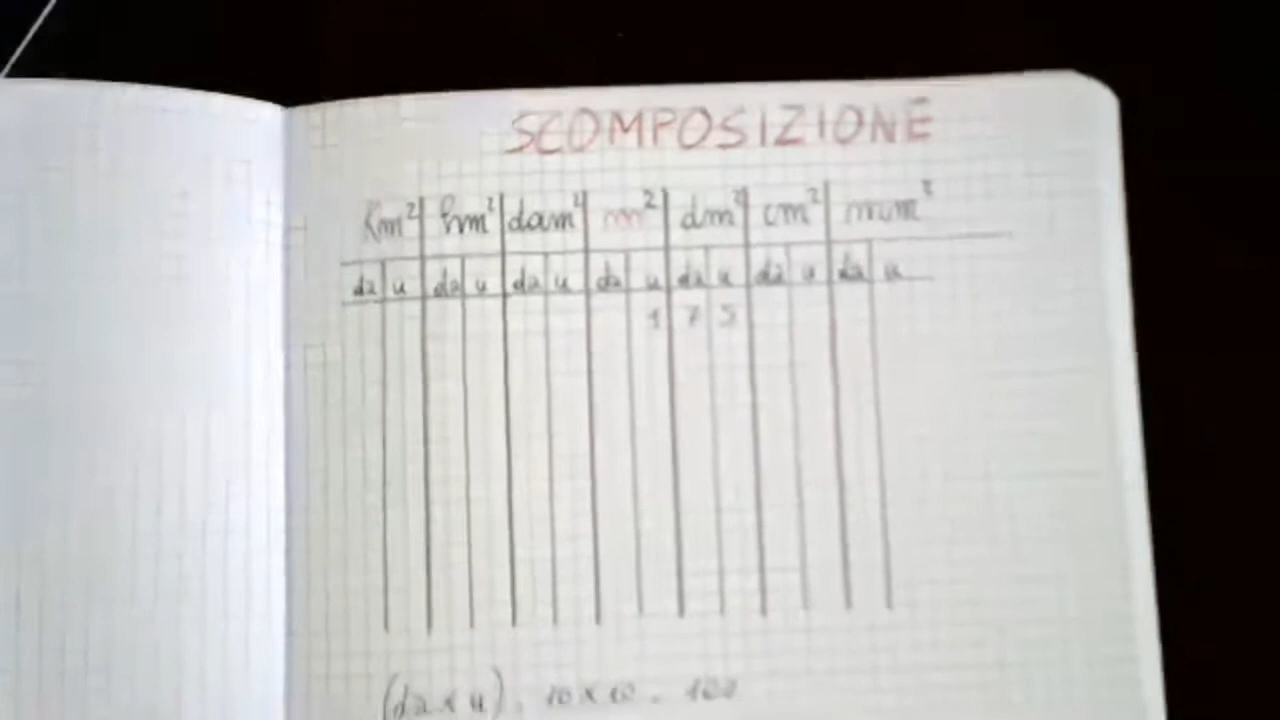 SCOMPOSIZIONE
Km² hm² dam² m² dm² cm² mm²
da u da u da u da u da u da u da u
1 7 5
(da x u) = 10 x 10 = 100